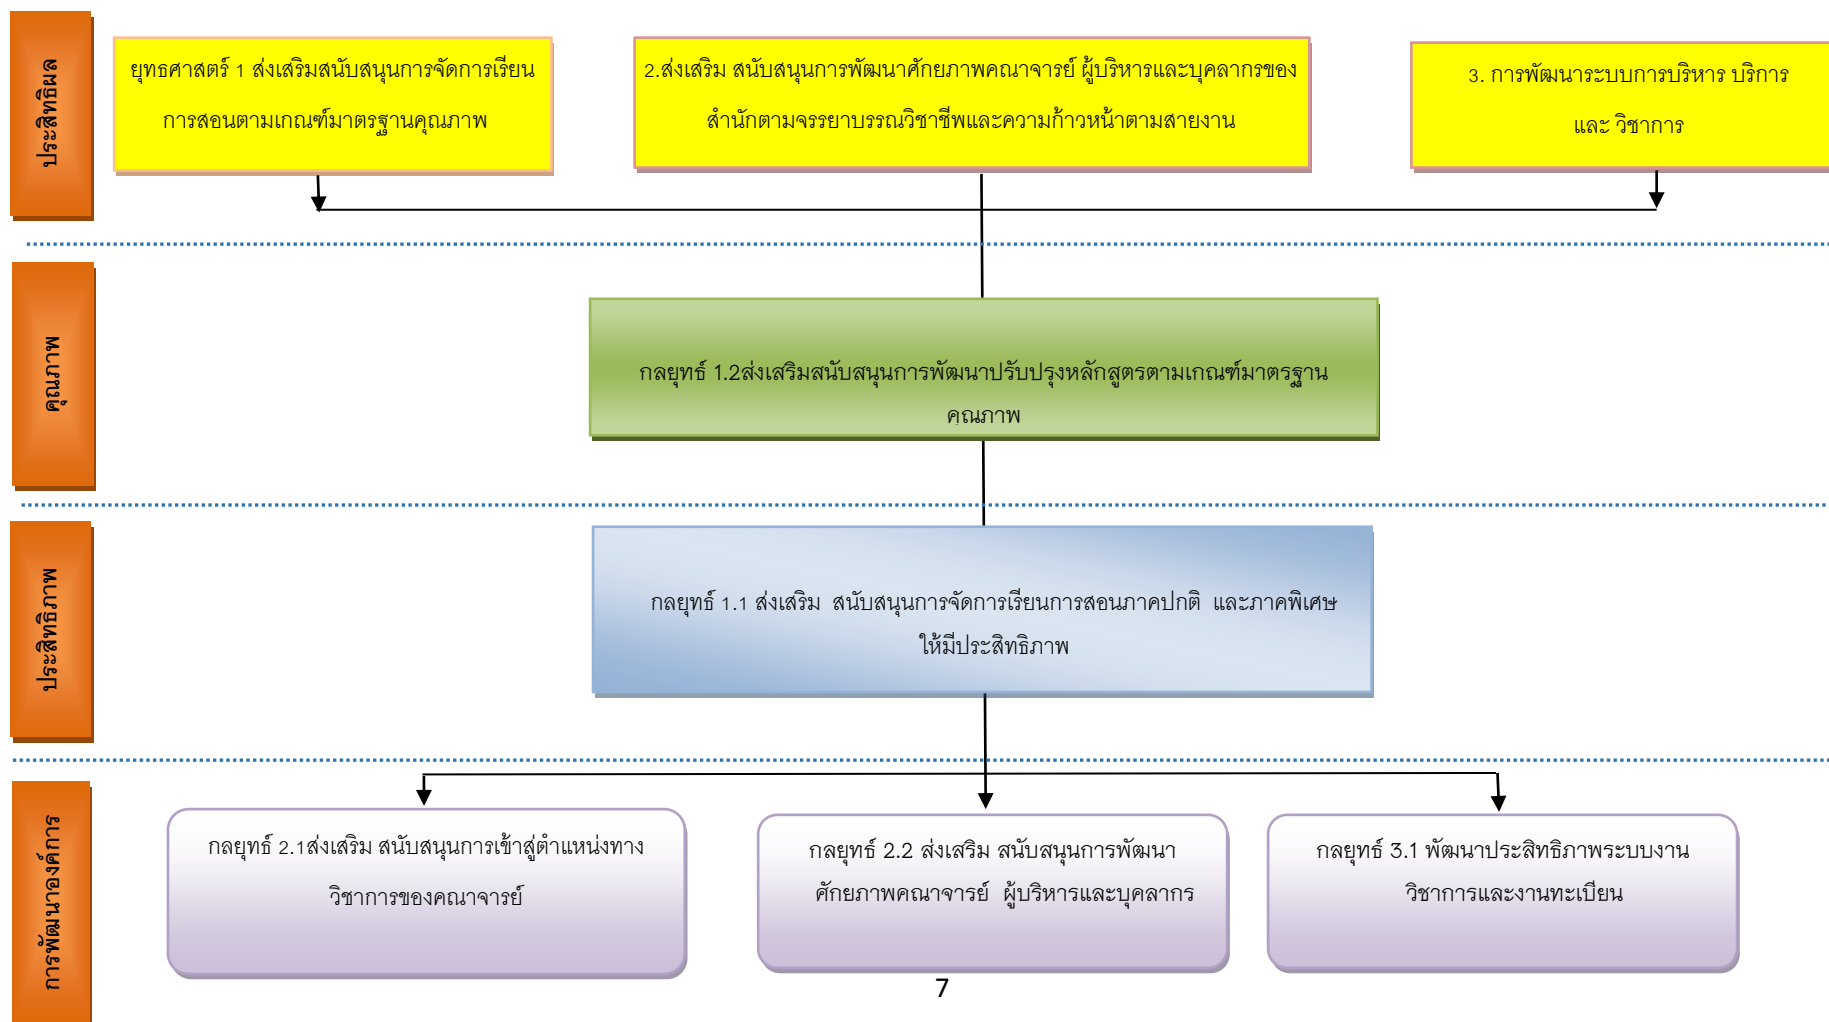 ประสิทธิผล
ยุทธศาสตร์ 1 ส่งเสริมสนับสนุนการจัดการเรียน
การสอนตามเกณฑ์มาตรฐานคุณภาพ
2.ส่งเสริม สนับสนุนการพัฒนาศักยภาพคณาจารย์ ผู้บริหารและบุคลากรของ
สำนักตามจรรยาบรรณวิชาชีพและความก้าวหน้าตามสายงาน
3. การพัฒนาระบบการบริหาร บริการ
และ วิชาการ
คุณภาพ
กลยุทธ์ 1.2ส่งเสริมสนับสนุนการพัฒนาปรับปรุงหลักสูตรตามเกณฑ์มาตรฐาน
คุณภาพ
ประสิทธิภาพ
กลยุทธ์ 1.1 ส่งเสริม สนับสนุนการจัดการเรียนการสอนภาคปกติ และภาคพิเศษ
ให้มีประสิทธิภาพ
การพัฒนาองค์การ
กลยุทธ์ 2.1ส่งเสริม สนับสนุนการเข้าสู่ตำแหน่งทาง
วิชาการของคณาจารย์
กลยุทธ์ 2.2 ส่งเสริม สนับสนุนการพัฒนา
ศักยภาพคณาจารย์ ผู้บริหารและบุคลากร
กลยุทธ์ 3.1 พัฒนาประสิทธิภาพระบบงาน
วิชาการและงานทะเบียน
7